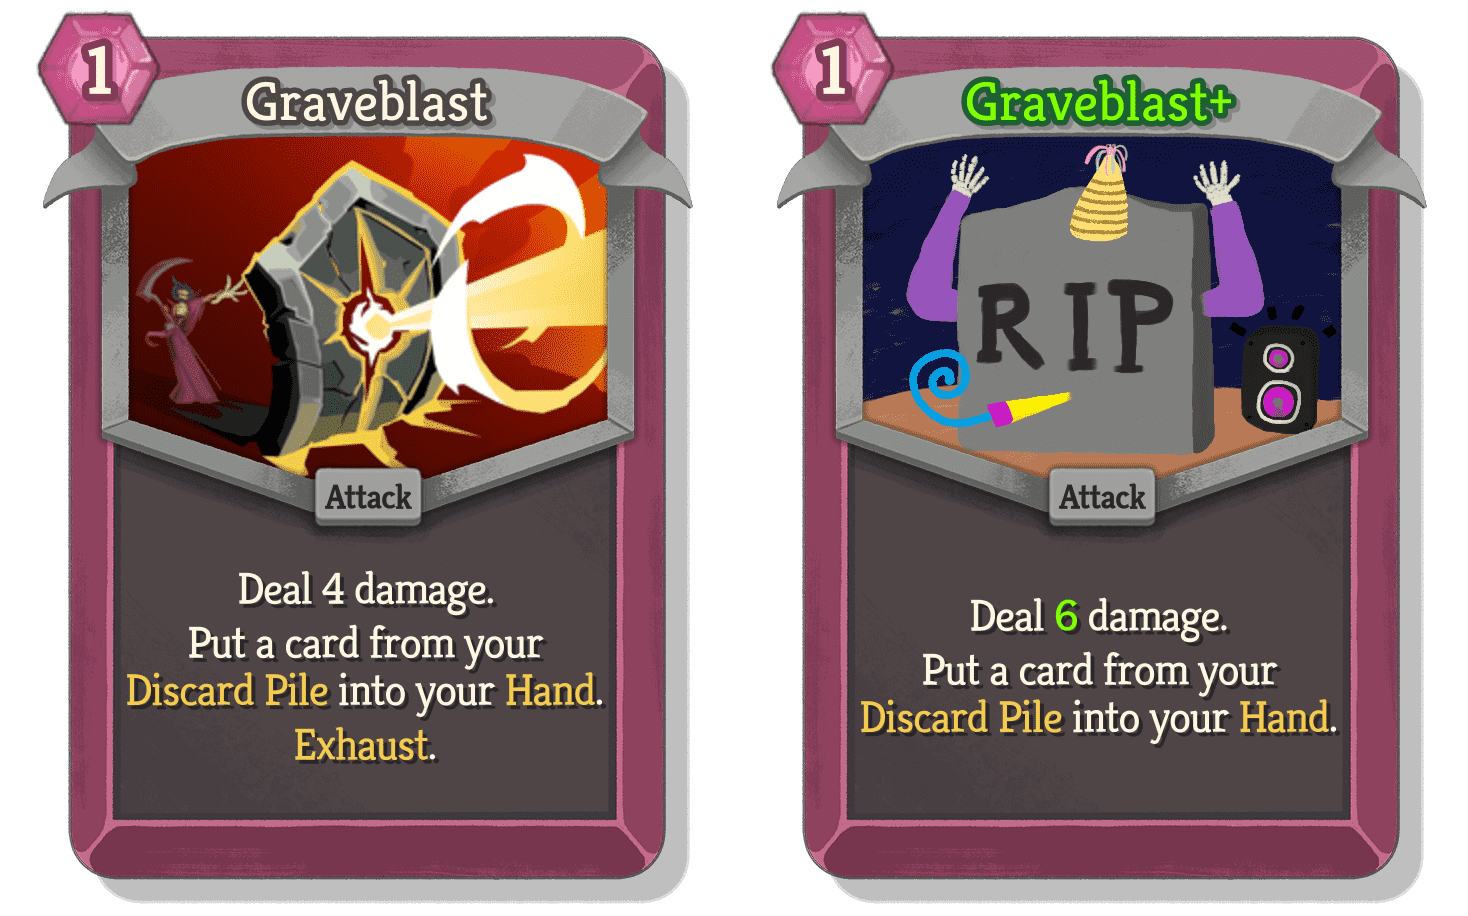 1
Graveblast
Attack
Deal 4 damage.
Put a card from your
Discard Pile into your Hand.
Exhaust.
1
Graveblast+
RIP
Attack
Deal 6 damage.
Put a card from your
Discard Pile into your Hand.